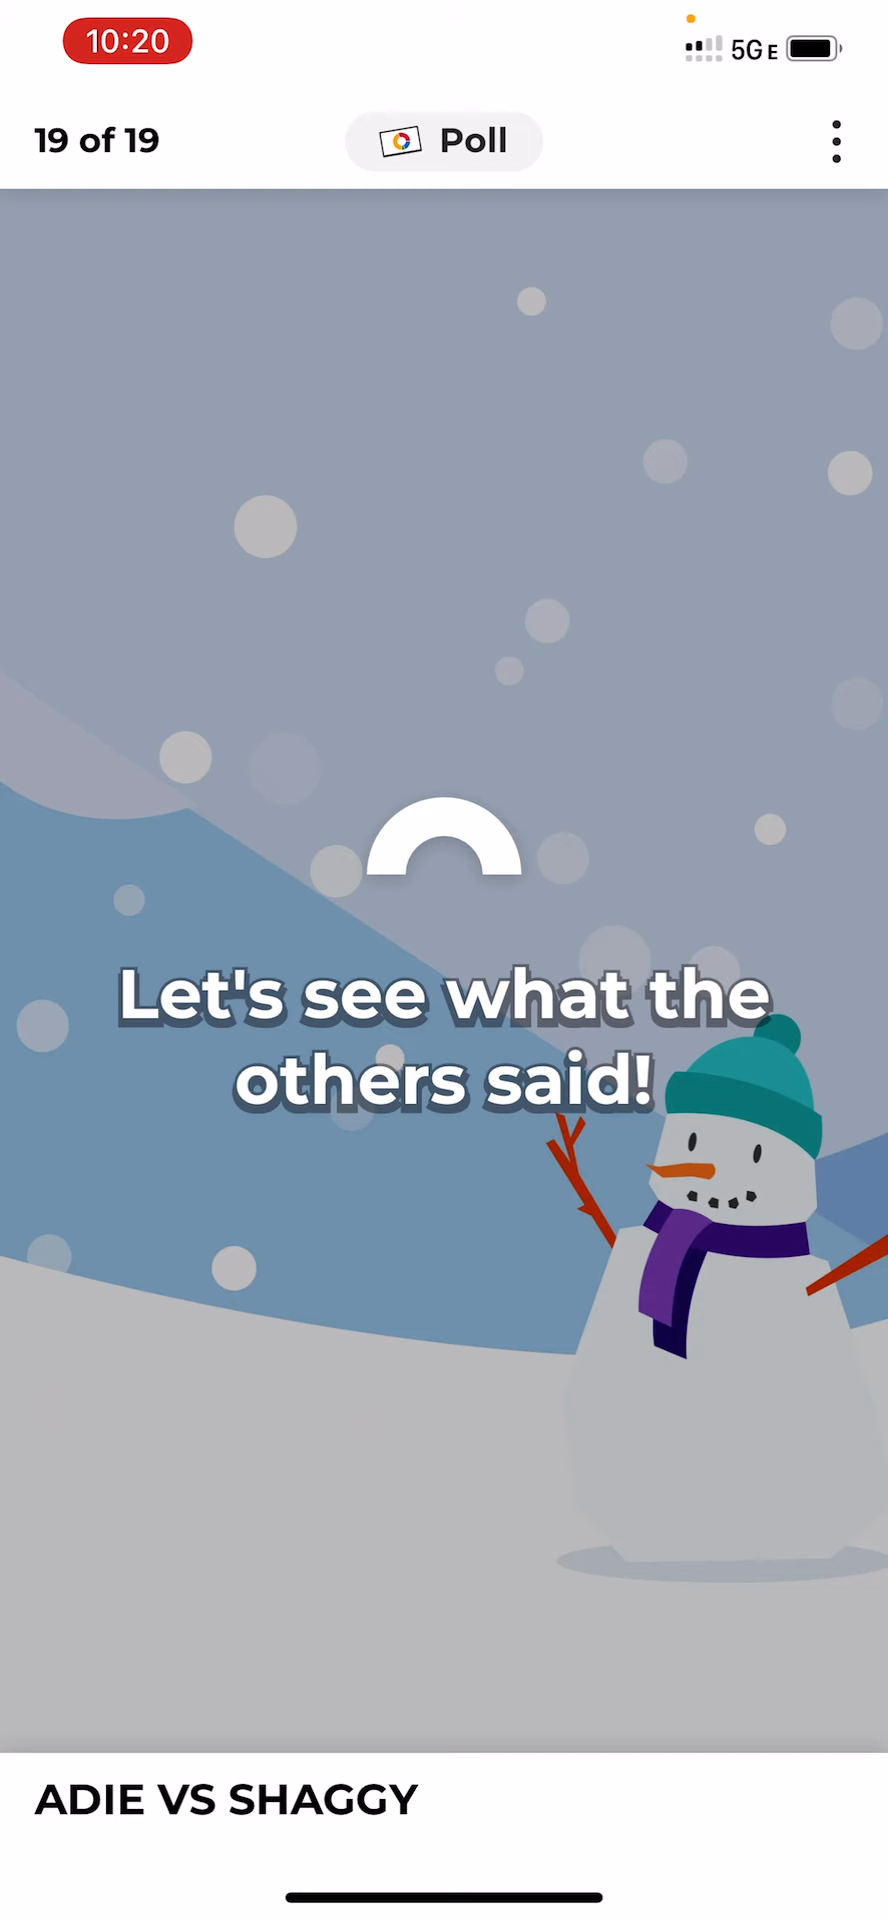 10:20
5G E
19 of 19
Poll
Let's see what the
others said!
ADIE VS SHAGGY